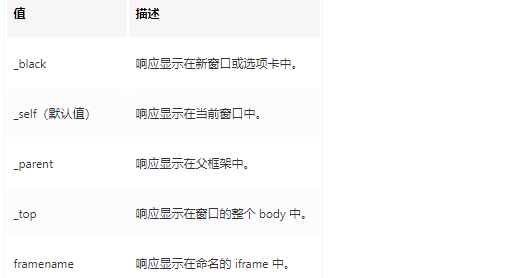 值 描述
_black 响应显示在新窗口或选项卡中。
_self（默认值） 响应显示在当前窗口中。
_parent 响应显示在父框架中。
_top 响应显示在窗口的整个 body 中。
framename 响应显示在命名的 iframe 中。